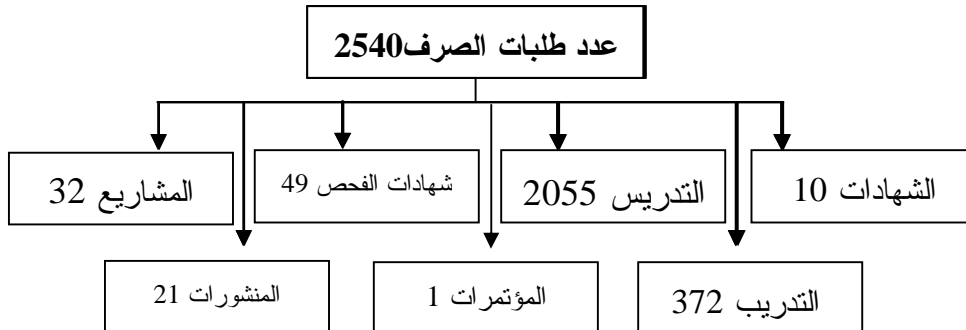 عدد طلبات الصرف2540
الشهادات 10
التدريس 2055
شهادات الفحص 49
المشاريع 32
التدريب 372
المؤتمرات 1
المنشورات 21